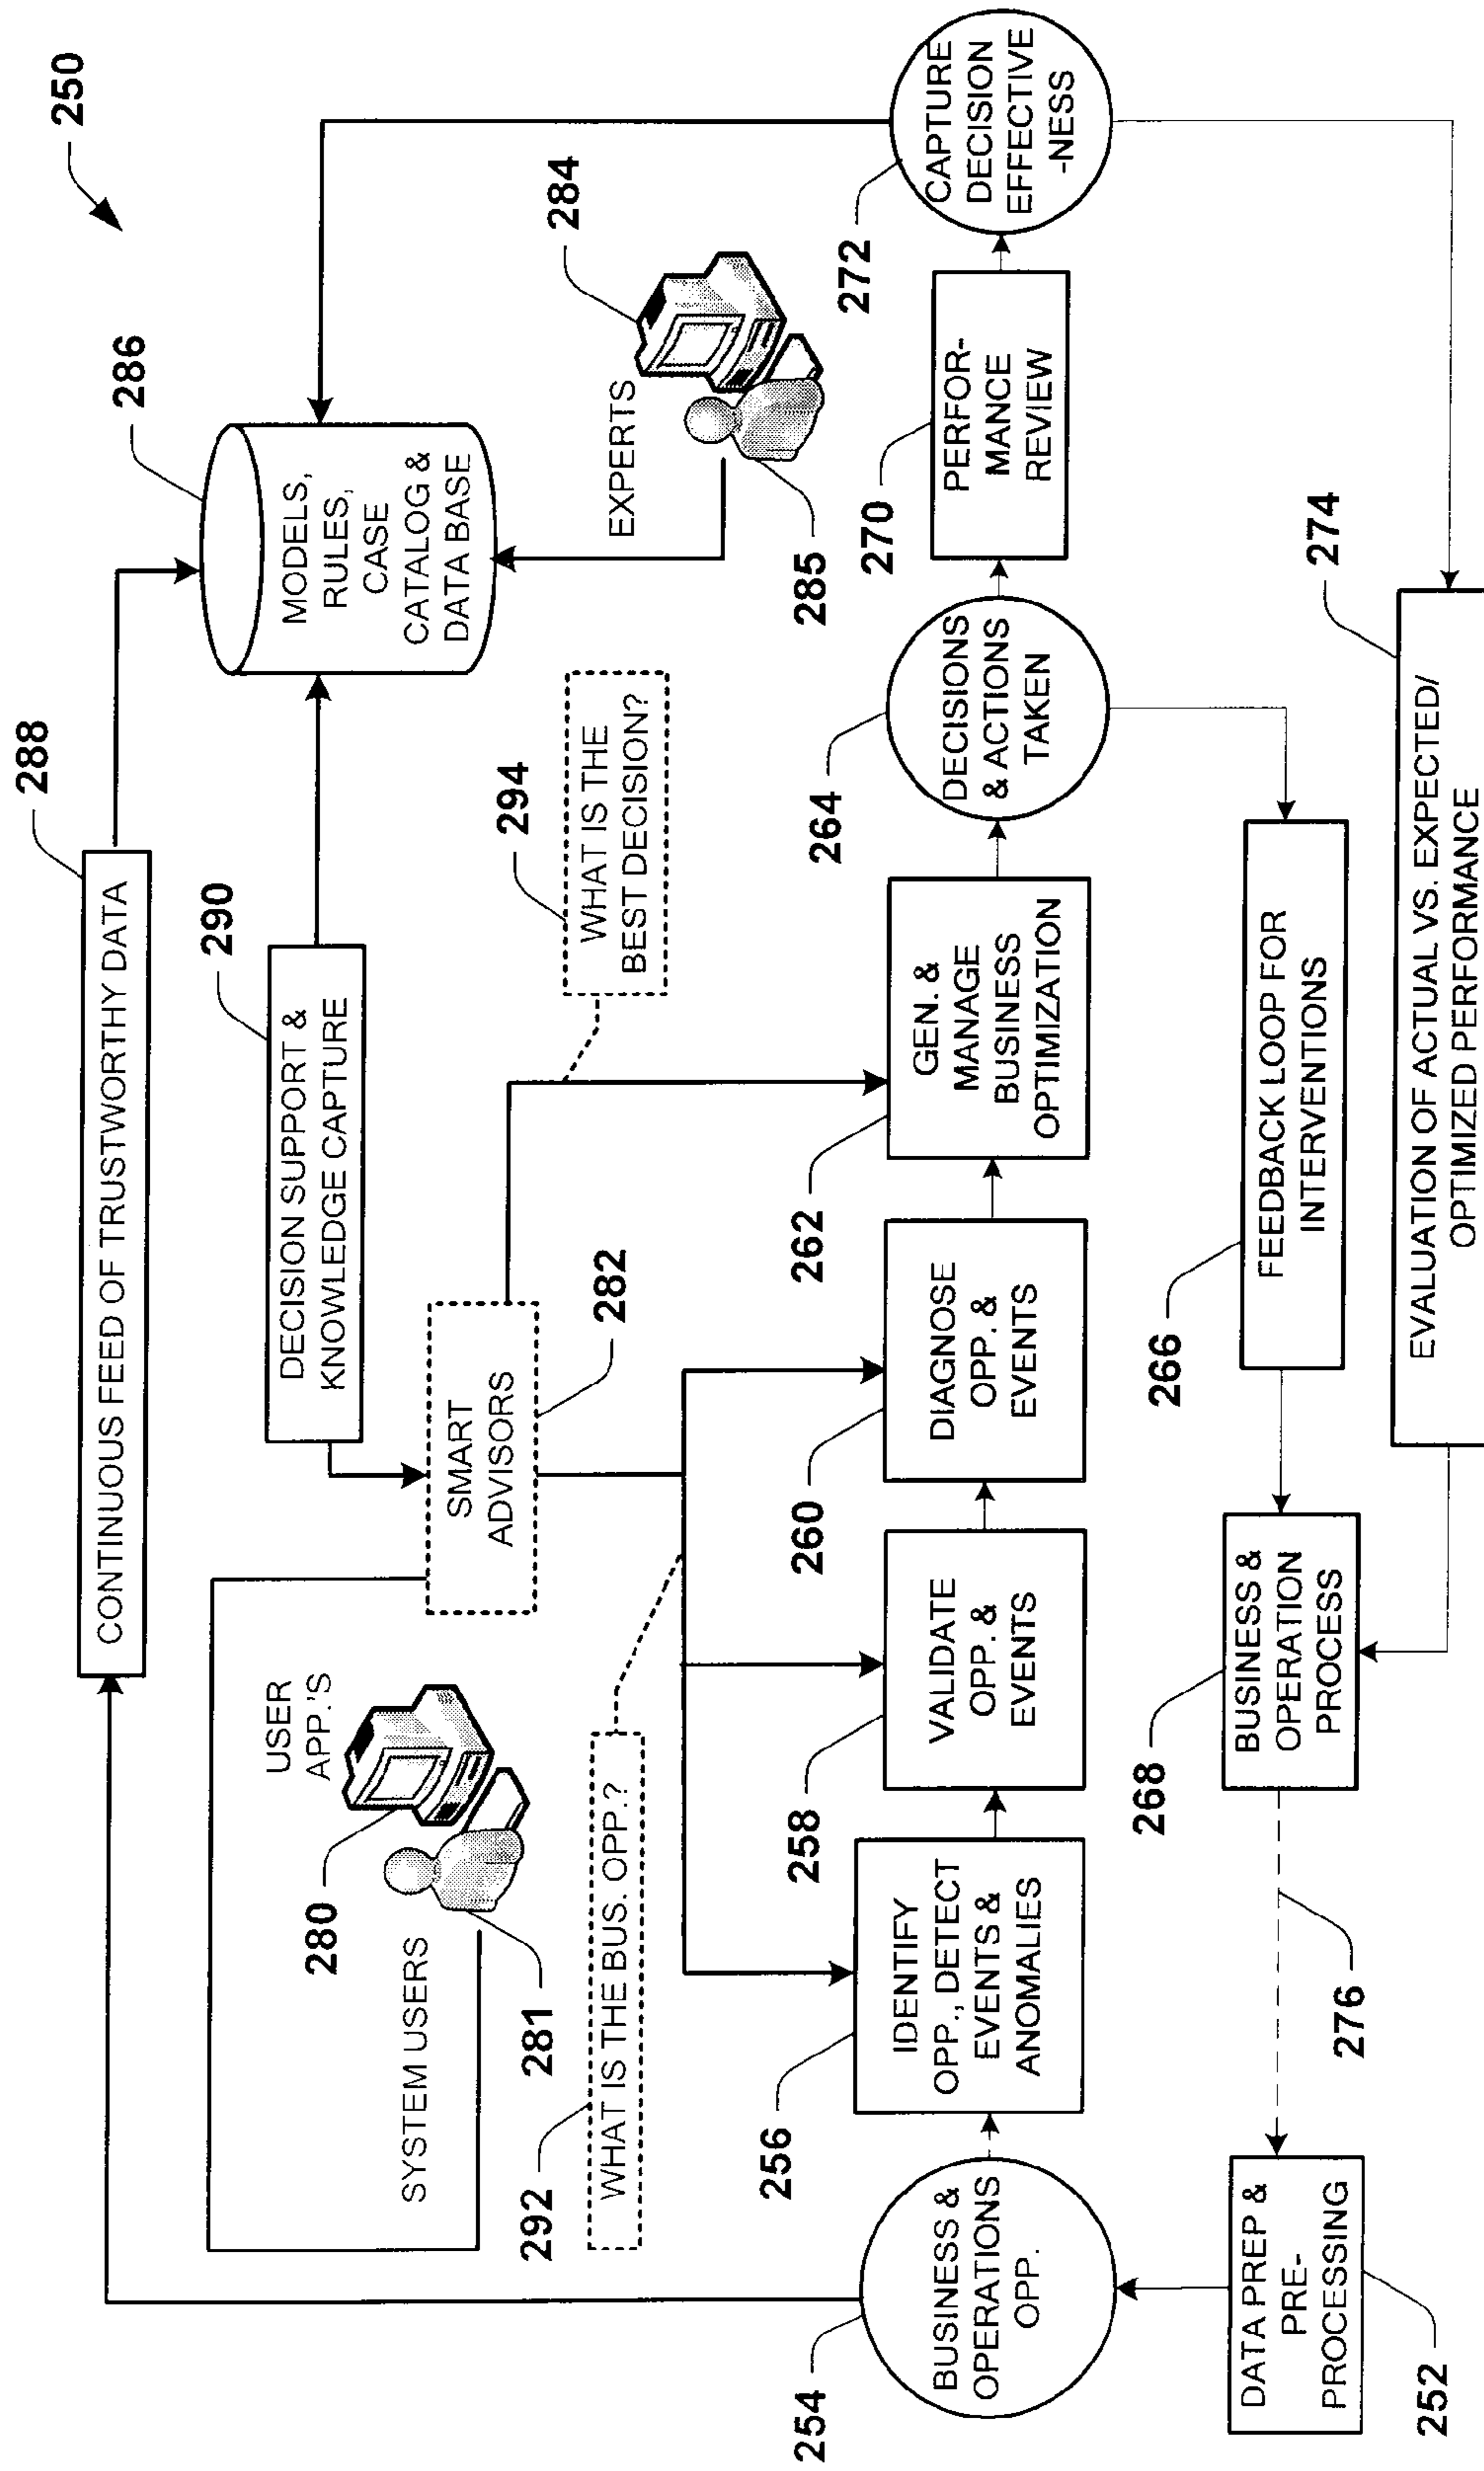 250
288
CONTINUOUS FEED OF TRUSTWORTHY DATA
286
MODELS,
RULES,
CASE
CATALOG &
DATA BASE
290
DECISION SUPPORT &
KNOWLEDGE CAPTURE
USER
APP.'S
280
SYSTEM USERS
281
SMART
ADVISORS
282
294
WHAT IS THE
BEST DECISION?
EXPERTS
284
285
292
WHAT IS THE BUS. OPP.?
254
BUSINESS &
OPERATIONS
OPP.
256
IDENTIFY
OPP., DETECT
EVENTS &
ANOMALIES
258
VALIDATE
OPP. &
EVENTS
260
DIAGNOSE
OPP. &
EVENTS
262
GEN. &
MANAGE
BUSINESS
OPTIMIZATION
264
DECISIONS
& ACTIONS
TAKEN
270
PERFOR-
MANCE
REVIEW
272
CAPTURE
DECISION
EFFECTIVE
-NESS
252
DATA PREP &
PRE-
PROCESSING
276
268
BUSINESS &
OPERATION
PROCESS
266
FEEDBACK LOOP FOR
INTERVENTIONS
274
EVALUATION OF ACTUAL VS. EXPECTED/
OPTIMIZED PERFORMANCE